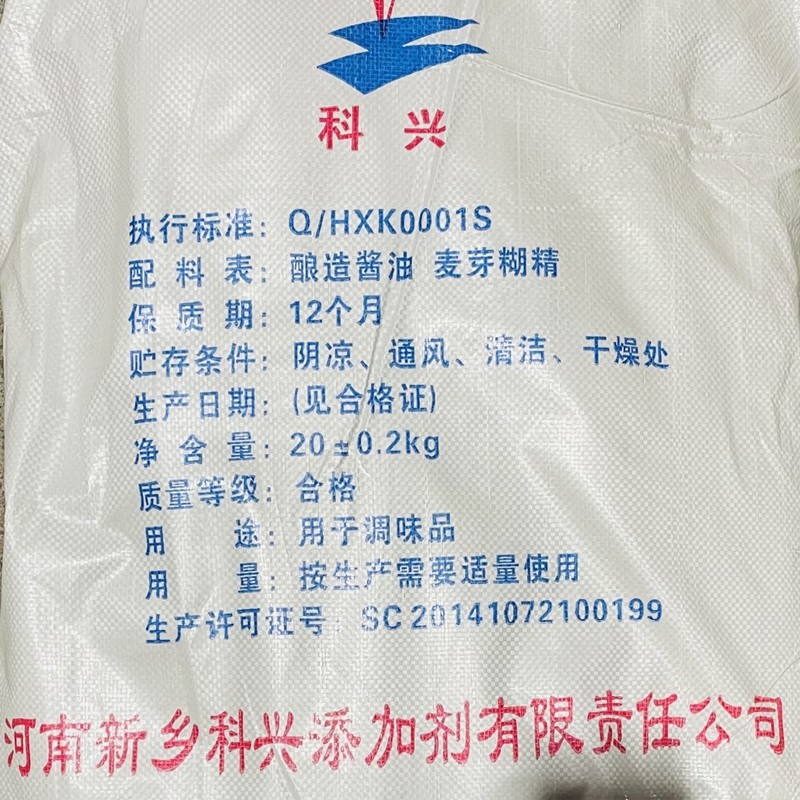 科兴
执行标准：Q/HXK0001S
配料表：酿造酱油 麦芽糊精
保质期：12个月
贮存条件：阴凉、通风、清洁、干燥处
生产日期：(见合格证)
净含量：20±0.2kg
质量等级：合格
用途：用于调味品
用量：按生产需要适量使用
生产许可证号：SC20141072100199
河南新乡科兴添加剂有限责任公司